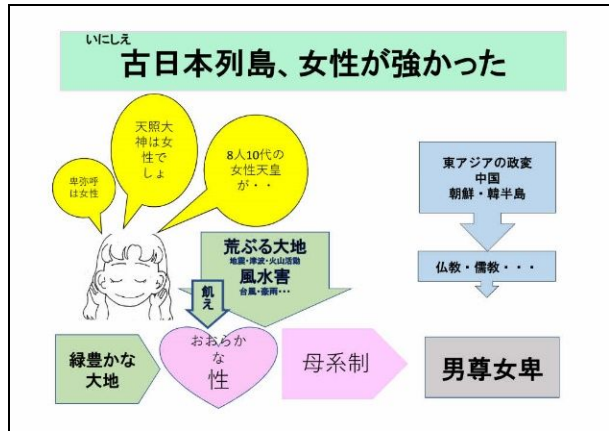 いにしえ
古日本列島、女性が強かった
卑弥呼
は女性
天照大
神は女
性で
しょ
8人10代の
女性天皇
が・・
東アジアの政変
中国
朝鮮・韓半島
仏教・儒教・・・
荒ぶる大地
地震・津波・火山活動
風水害
台風・豪雨・・・
飢え
緑豊かな
大地
おおらか
な
性
母系制
男尊女卑